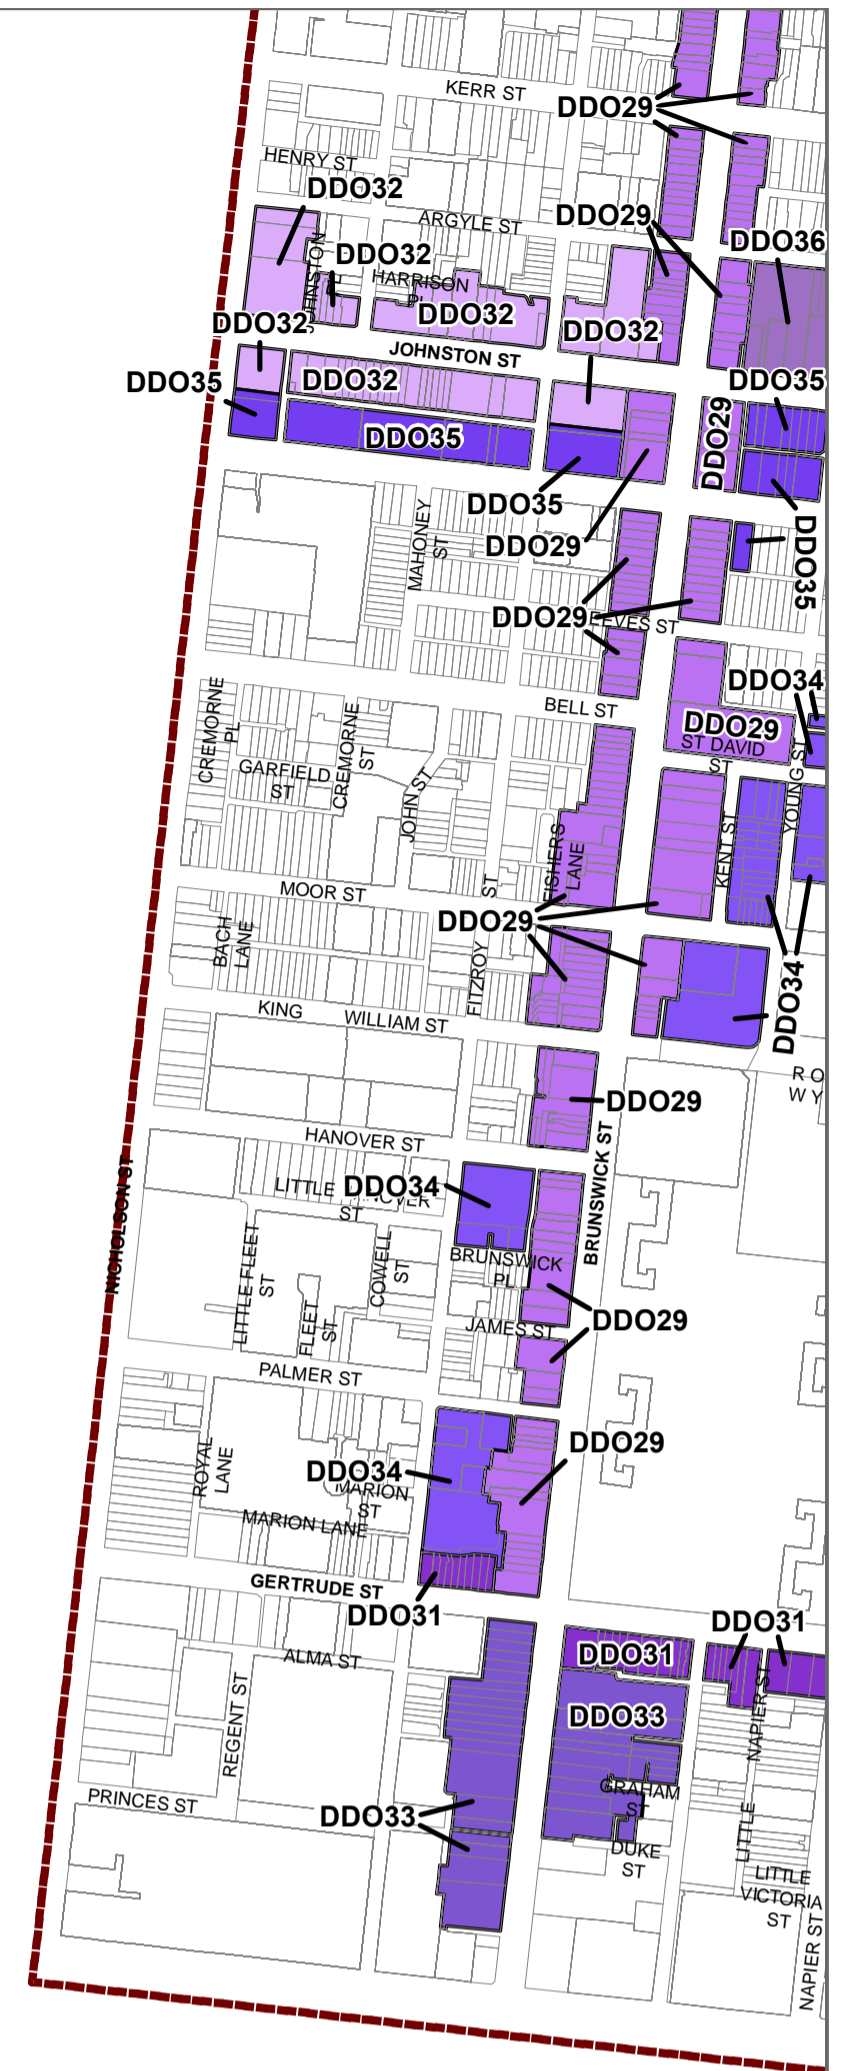 KERR ST
DDO29
HENRY ST
DDO32
ARGYLE ST
DDO29
DDO36
DDO32
HARRISON
PL
DDO32
DDO32
DDO32
JOHNSTON ST
DDO35
DDO32
DDO35
DDO29
DDO35
DDO35
MAHONEY
ST
DDO29
DDO35
DDO29
DDO34
BELL ST
DDO29
ST DAVID
ST
CREMORNE
PL
CREMORNE
ST
GARFIELD
ST
JOHN ST
YOUNG ST
KENT ST
FISHERS
LANE
MOOR ST
FITZROY
ST
DDO29
BACH
LANE
DDO34
KING
WILLIAM ST
RO
WY
DDO29
HANOVER ST
BRUNSWICK ST
NICHOLSON ST
LITTLE
ST
DDO34
BRUNSWICK
PL
LITTLE FLEET
ST
COWELL
ST
FLEET
ST
JAMES ST
DDO29
PALMER ST
DDO29
ROYAL
LANE
DDO34
MARION
ST
MARION LANE
GERTRUDE ST
DDO31
DDO31
DDO31
ALMA ST
REGENT ST
DDO33
NAPIER ST
LITTLE
GRAHAM
ST
PRINCES ST
DDO33
DUKE
ST
LITTLE
VICTORIA
ST
NAPIER ST